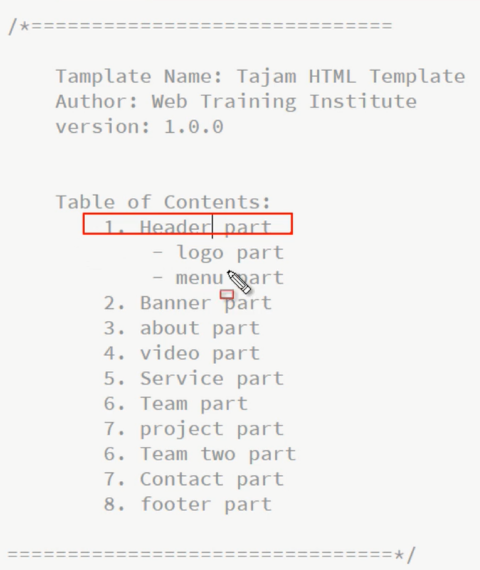 /*==============================
Tamplate Name: Tajam HTML Template
Author: Web Training Institute
version: 1.0.0
Table of Contents:
1. Header part
- logo part
- menu part
2. Banner part
3. about part
4. video part
5. Service part
6. Team part
7. project part
6. Team two part
7. Contact part
8. footer part
================================*/